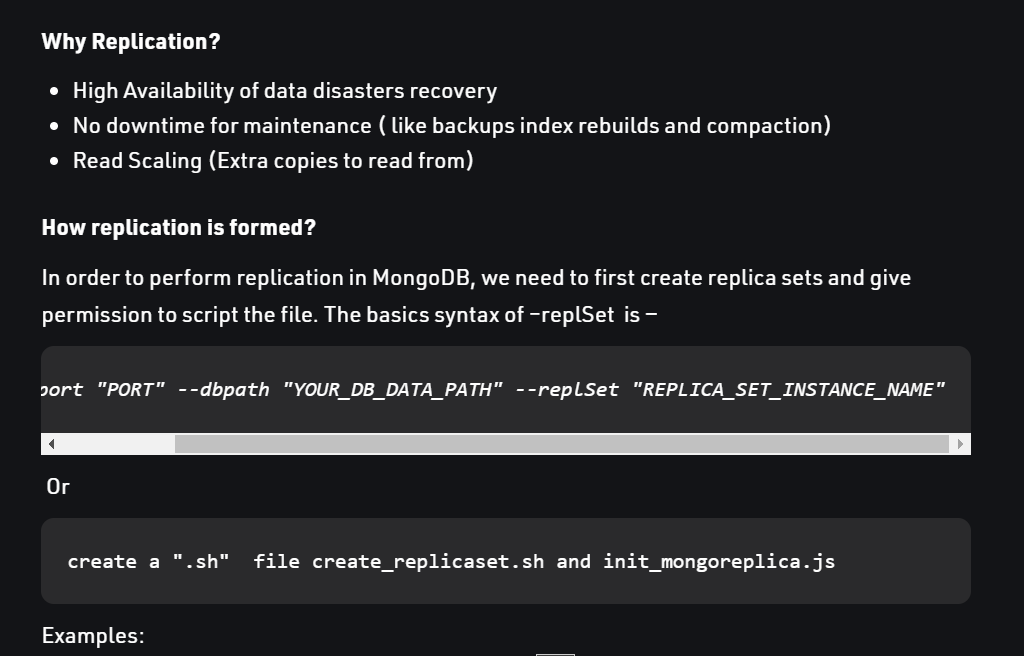 Why Replication?
High Availability of data disasters recovery
No downtime for maintenance ( like backups index rebuilds and compaction)
Read Scaling (Extra copies to read from)
How replication is formed?
In order to perform replication in MongoDB, we need to first create replica sets and give
permission to script the file. The basics syntax of –replSet  is –
port "PORT" --dbpath "YOUR_DB_DATA_PATH" --replSet "REPLICA_SET_INSTANCE_NAME"
Or
create a ".sh"  file create_replicaset.sh and init_mongoreplica.js
Examples: